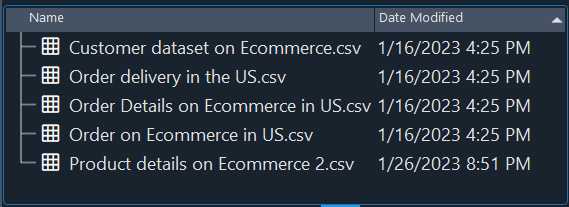 Name Date Modified
Customer dataset on Ecommerce.csv 1/16/2023 4:25 PM
Order delivery in the US.csv 1/16/2023 4:25 PM
Order Details on Ecommerce in US.csv 1/16/2023 4:25 PM
Order on Ecommerce in US.csv 1/16/2023 4:25 PM
Product details on Ecommerce 2.csv 1/26/2023 8:51 PM